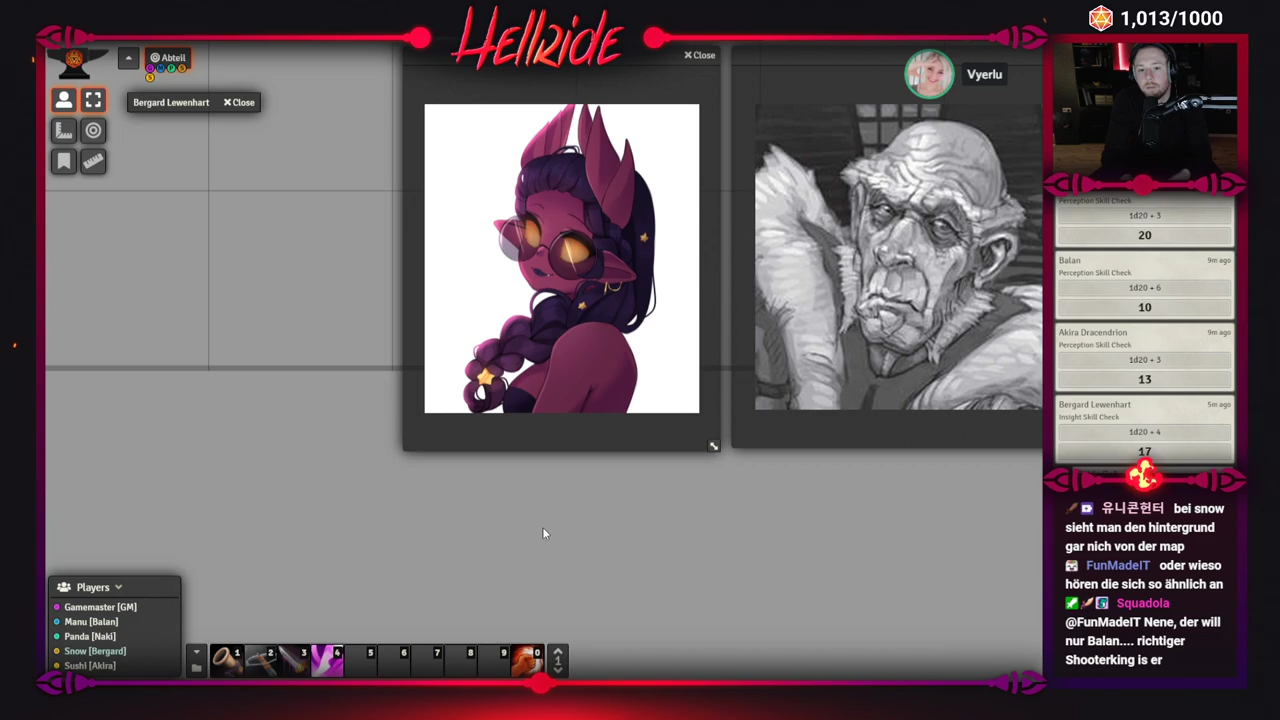 HELLRIDE
1,013/1000
Abteil
G M P S
S
Bergard Lewenhart Close
Close
Vyerlu
Perception Skill Check
1d20 + 3
20
Balan 9m ago
Perception Skill Check
1d20 + 6
10
Akira Dracendrion 9m ago
Perception Skill Check
1d20 + 3
13
Bergard Lewenhart 5m ago
Insight Skill Check
1d20 + 4
17
유니콘헌터 bei snow
sieht man den hintergrund
gar nich von der map
FunMadeIT oder wieso
hören die sich so ähnlich an
Squadola
@FunMadeIT Nene, der will
nur Balan.... richtiger
Shooterking is er
Players
Gamemaster [GM]
Manu [Balan]
Panda [Naki]
Snow [Bergard]
Sushi [Akira]
1 2 3 4 5 6 7 8 9 0
1